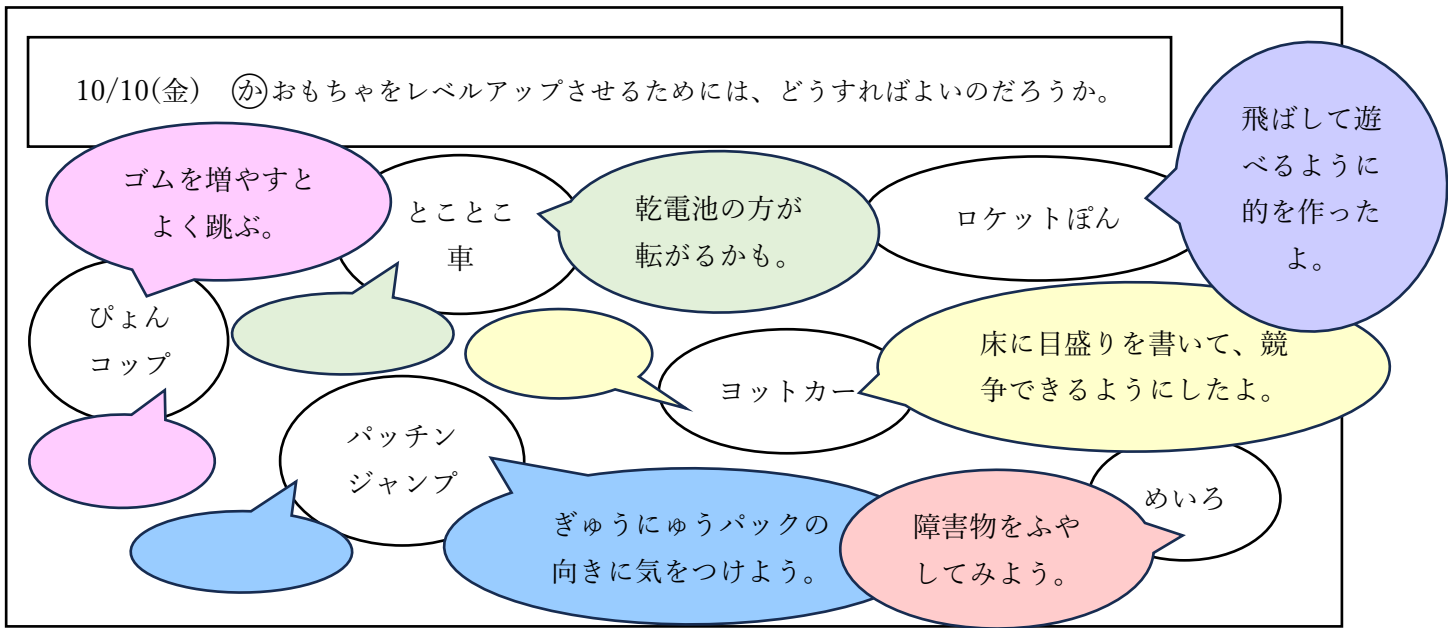 10/10(金) ㋕おもちゃをレベルアップさせるためには、どうすればよいのだろうか。
ゴムを増やすと
よく跳ぶ。
とことこ
車
乾電池の方が
転がるかも。
ロケットぽん
飛ばして遊
べるように
的を作った
よ。
ぴょん
コップ
ヨットカー
床に目盛りを書いて、競
争できるようにしたよ。
パッチン
ジャンプ
ぎゅうにゅうパックの
向きに気をつけよう。
障害物をふや
してみよう。
めいろ